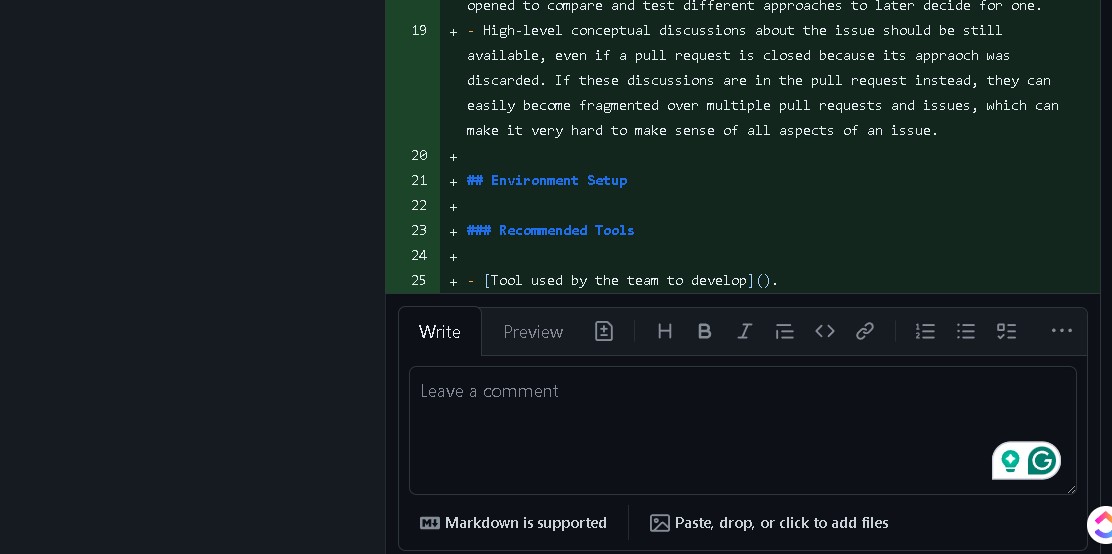 opened to compare and test different approaches to later decide for one.
19 + - High-level conceptual discussions about the issue should be still
available, even if a pull request is closed because its appraoch was
discarded. If these discussions are in the pull request instead, they can
easily become fragmented over multiple pull requests and issues, which can
make it very hard to make sense of all aspects of an issue.
20 +
21 + ## Environment Setup
22 +
23 + ### Recommended Tools
24 +
25 + - [Tool used by the team to develop]().
Write Preview H B I
Leave a comment
G
M↓ Markdown is supported Paste, drop, or click to add files